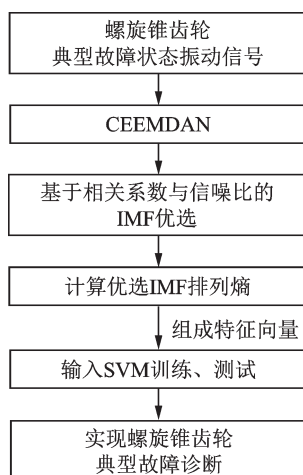 螺旋锥齿轮
典型故障状态振动信号
CEEMDAN
基于相关系数与信噪比的
IMF优选
计算优选IMF排列熵
组成特征向量
输入SVM训练、测试
实现螺旋锥齿轮
典型故障诊断